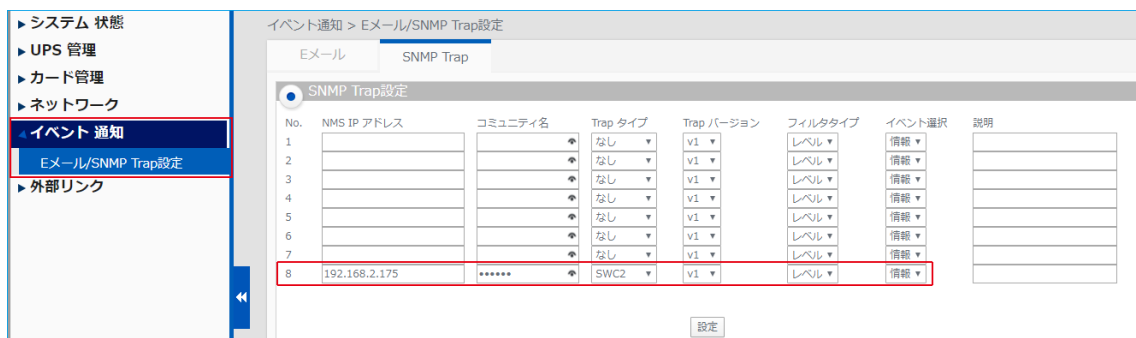 システム 状態
UPS 管理
カード管理
ネットワーク
イベント 通知
Eメール/SNMP Trap設定
外部リンク
イベント通知 > Eメール/SNMP Trap設定
Eメール SNMP Trap
SNMP Trap設定
No. NMS IP アドレス コミュニティ名 Trap タイプ Trap バージョン フィルタタイプ イベント選択 説明
1 なし v1 レベル 情報
2 なし v1 レベル 情報
3 なし v1 レベル 情報
4 なし v1 レベル 情報
5 なし v1 レベル 情報
6 なし v1 レベル 情報
7 なし v1 レベル 情報
8 192.168.2.175 •••••• SWC2 v1 レベル 情報
設定